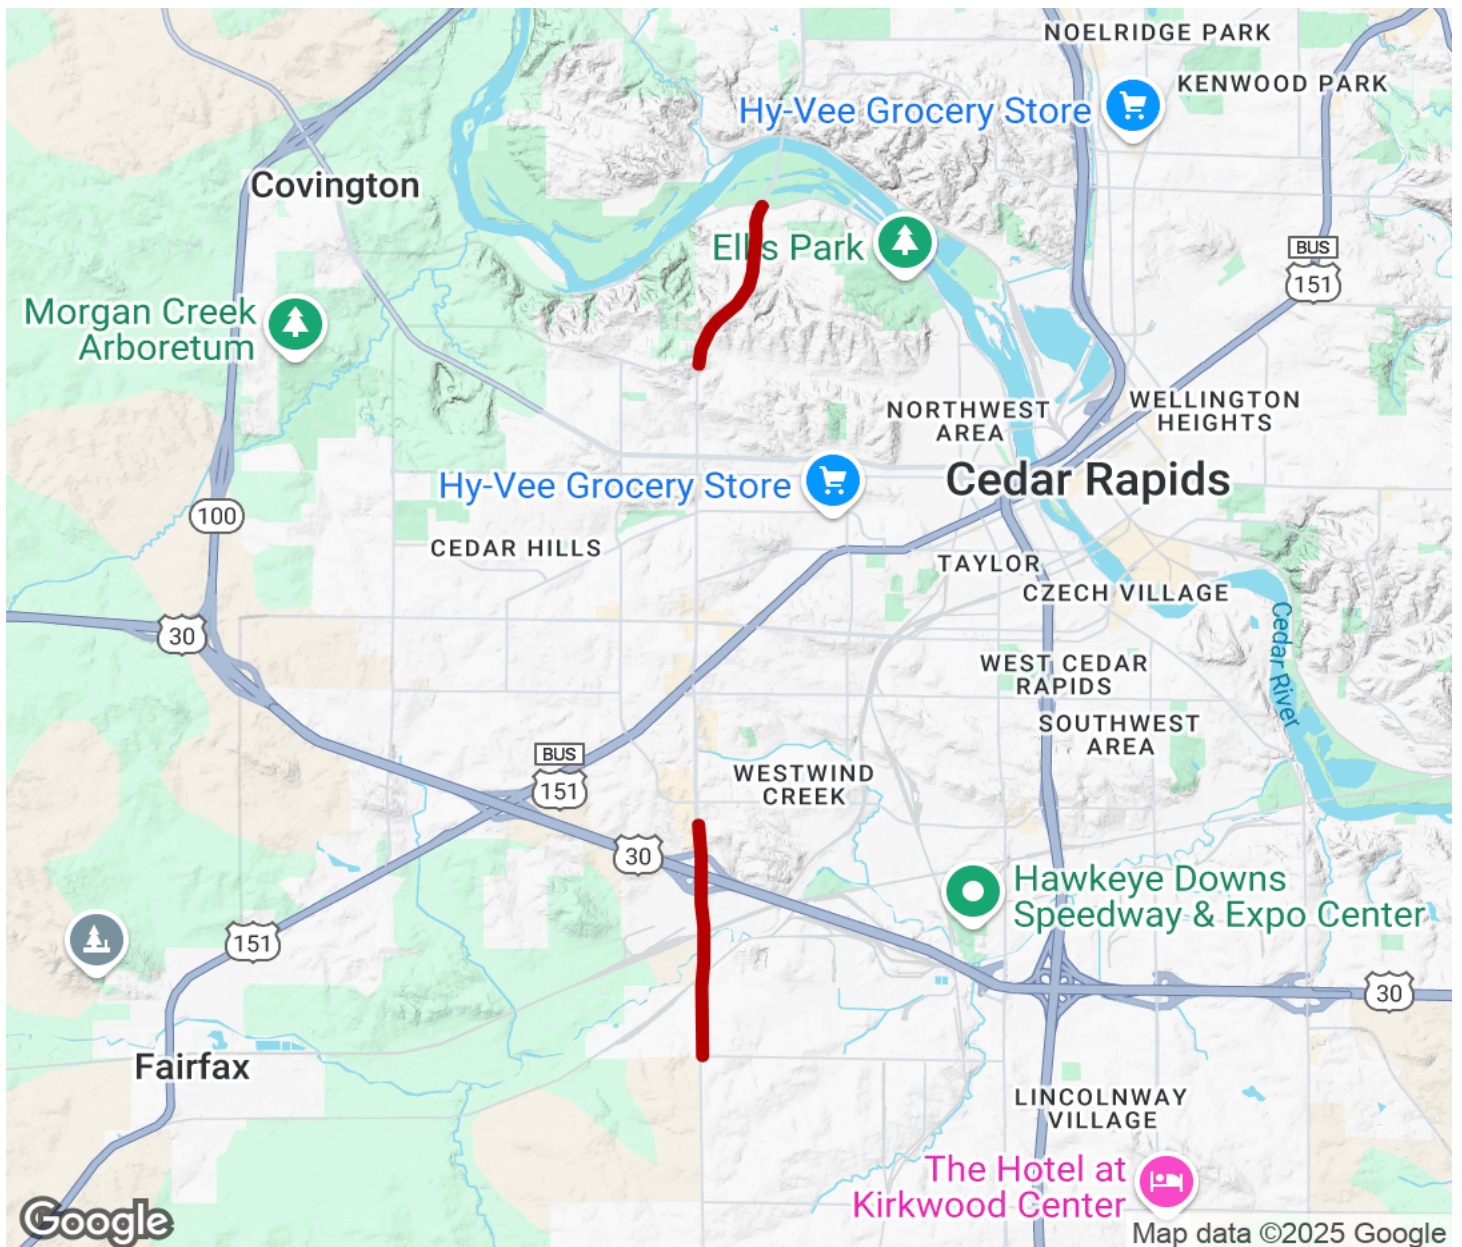 NOELRIDGE PARK
KENWOOD PARK
Hy-Vee Grocery Store
Covington
Ellis Park
BUS
151
Morgan Creek
Arboretum
NORTHWEST
AREA
WELLINGTON
HEIGHTS
Cedar Rapids
Hy-Vee Grocery Store
100
CEDAR HILLS
TAYLOR
CZECH VILLAGE
30
Cedar River
WEST CEDAR
RAPIDS
SOUTHWEST
AREA
BUS
151
WESTWIND
CREEK
30
Hawkeye Downs
Speedway & Expo Center
151
30
Fairfax
LINCOLNWAY
VILLAGE
The Hotel at
Kirkwood Center
Google
Map data ©2025 Google